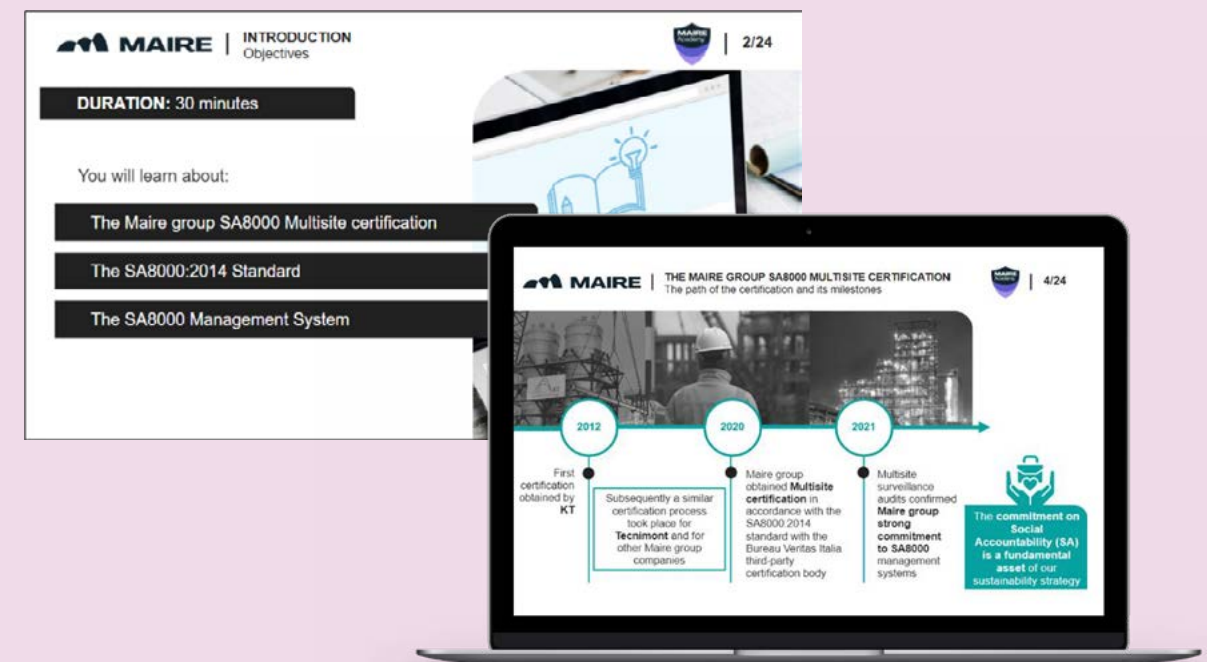 MAIRE
INTRODUCTION
Objectives
MAIRE
Academy
2/24
DURATION: 30 minutes
You will learn about:
The Maire group SA8000 Multisite certification
The SA8000:2014 Standard
The SA8000 Management System
MAIRE
THE MAIRE GROUP SA8000 MULTISITE CERTIFICATION
The path of the certification and its milestones
MAIRE
Academy
4/24
2012
2020
2021
First
certification
obtained by
KT
Subsequently a similar
certification process
took place for
Tecnimont and for
other Maire group
companies
Maire group
obtained Multisite
certification in
accordance with the
SA8000:2014
standard with the
Bureau Veritas Italia
third-party
certification body
Multisite
surveillance
audits confirmed
Maire group
strong
commitment
to SA8000
management
systems
The commitment on
Social
Accountability (SA)
is a fundamental
asset of our
sustainability strategy